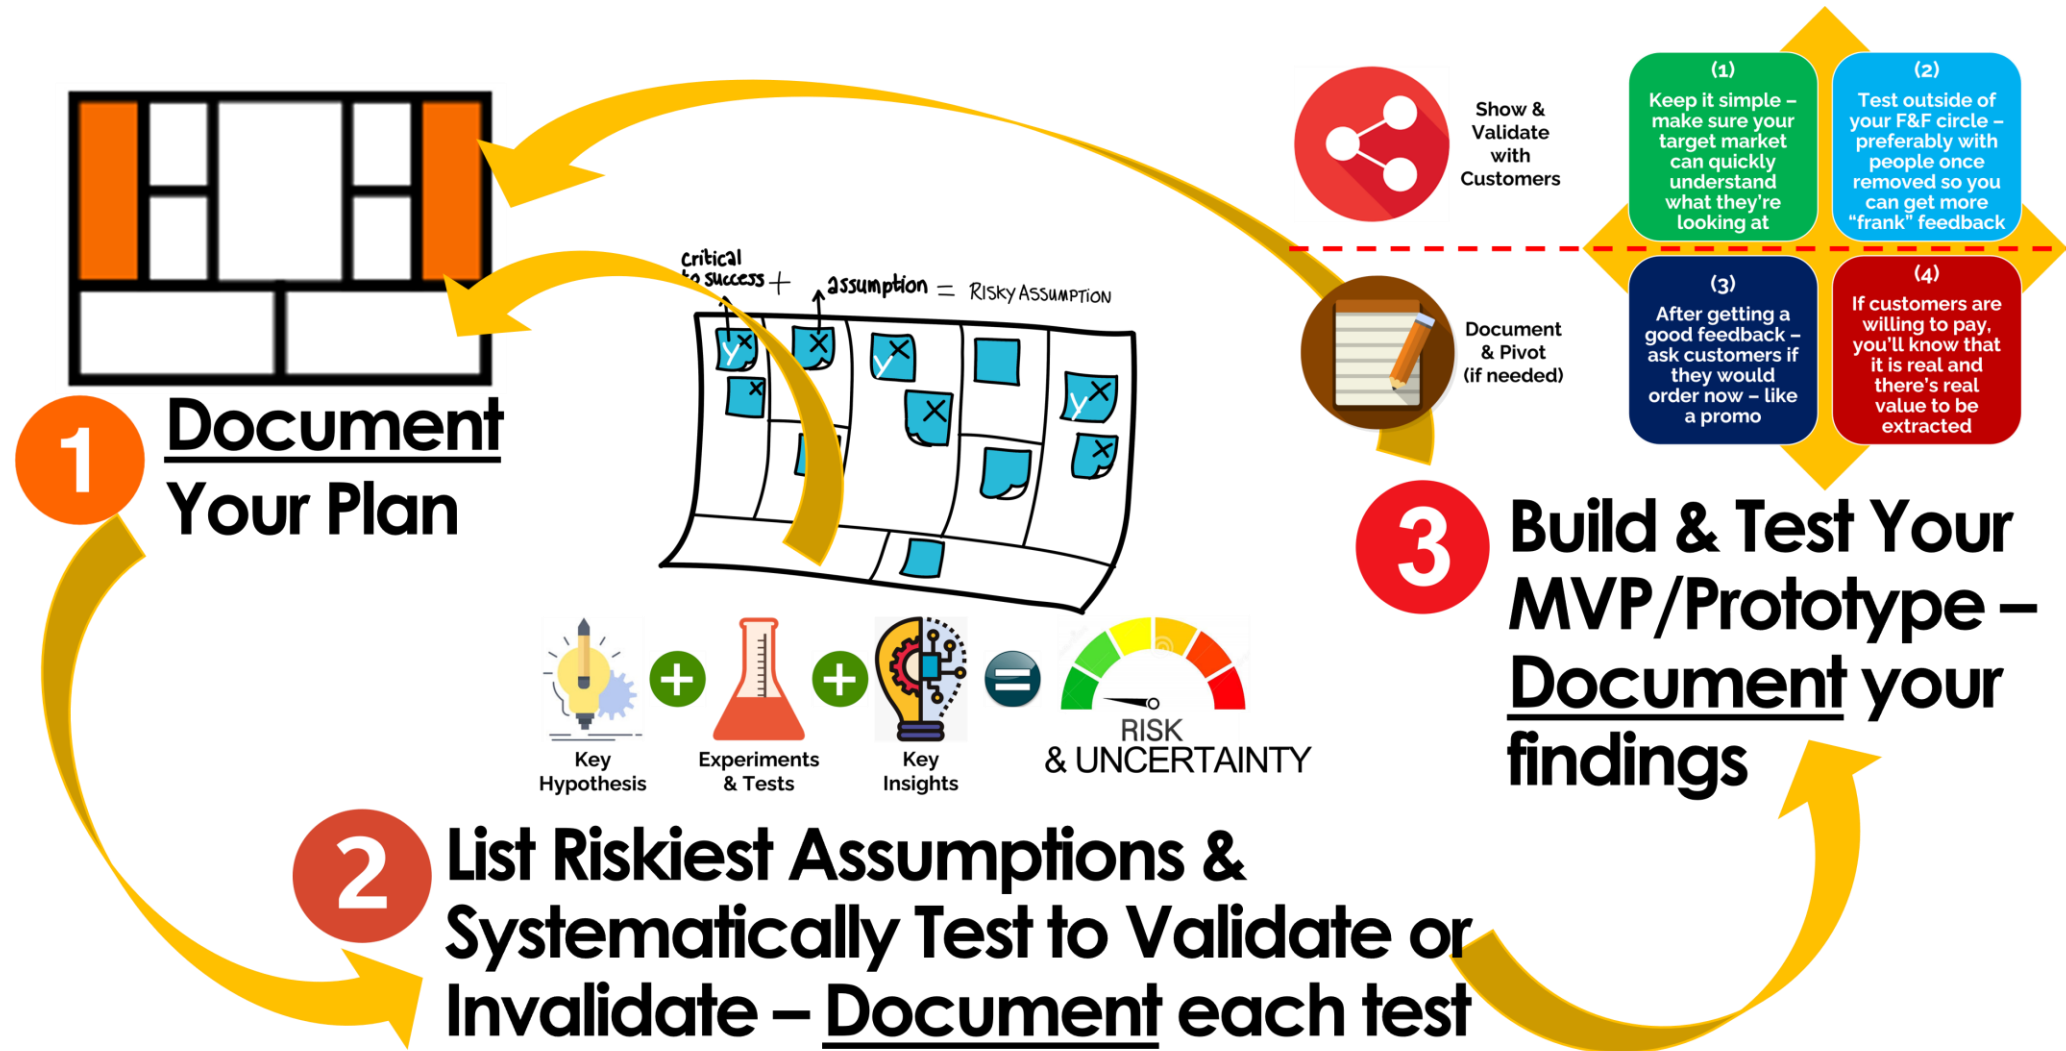 1
Document
Your Plan
critical
to success +
assumption = RISKY ASSUMPTION
Y X
X
Y X
X
X
Y X
X
Key
Hypothesis
+
Experiments
& Tests
+
Key
Insights
=
RISK
& UNCERTAINTY
2
List Riskiest Assumptions &
Systematically Test to Validate or
Invalidate – Document each test
Show &
Validate
with
Customers
Document
& Pivot
(if needed)
(1)
Keep it simple –
make sure your
target market
can quickly
understand
what they're
looking at
(2)
Test outside of
your F&F circle –
preferably with
people once
removed so you
can get more
“frank” feedback
(3)
After getting a
good feedback –
ask customers if
they would
order now – like
a promo
(4)
If customers are
willing to pay,
you'll know that
it is real and
there's real
value to be
extracted
3
Build & Test Your
MVP/Prototype –
Document your
findings